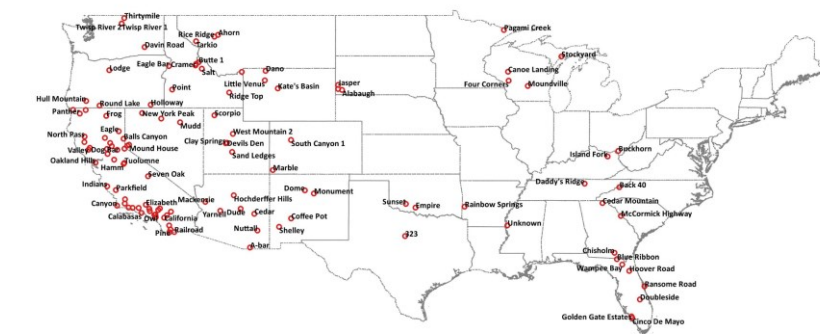 Thirtymile
Twisp River 2 Twisp River 1
Rice Ridge Ahorn
Tarkio
Davin Road
Eagle Bar Cramer Butte 1
Salt
Lodge
Dano
Little Venus
Kate's Basin
Ridge Top
Jasper
Alabaugh
Point
Hull Mountain
Round Lake Holloway
Panther
Frog
New York Peak
Mudd
Scorpio
Eagle
North Pass
Balls Canyon
West Mountain 2
Clay Springs Devils Den
South Canyon 1
Sand Ledges
Valley Dog Bar Mound House
Oakland Hills
Tuolumne
Hamm
Marble
Seven Oak
Indians
Parkfield
Dome Monument
Hochderffer Hills
Mackenzie
Elizabeth
Canyon
Calabasas Owl California
Yarnell Dude Cedar
Coffee Pot
Nuttall
Shelley
Pine Railroad
A-bar
Sunset Empire
Rainbow Springs
323
Unknown
Pagami Creek
Stockyard
Canoe Landing
Four Corners Moundville
Buckhorn
Island Fork
Daddy's Ridge Back 40
Cedar Mountain
McCormick Highway
Chisholm
Blue Ribbon
Wampee Bay Hoover Road
Ransome Road
Doubleside
Golden Gate Estates
Cinco De Mayo